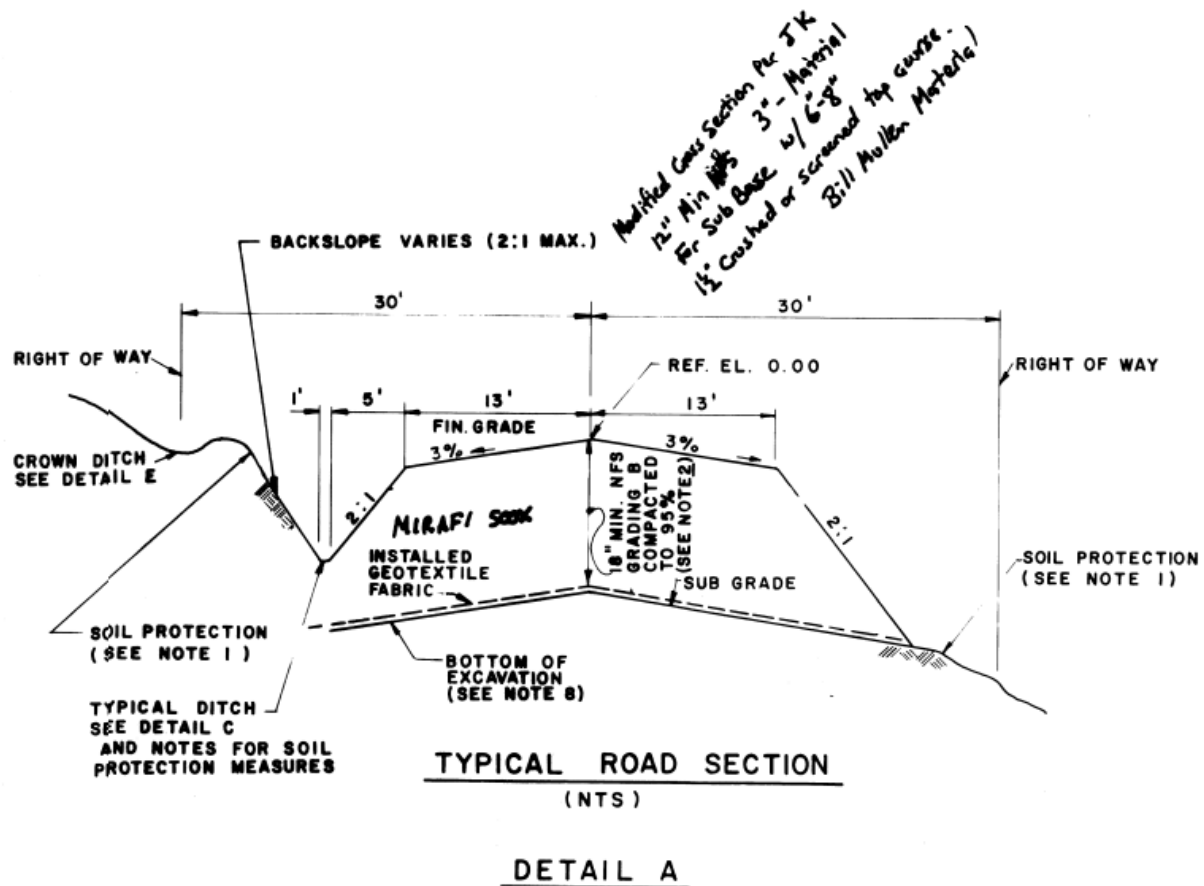 Modified Cross Section Per JK
12" Min 3"- Material
For Sub Base w/ 6-8"
1½" Crushed or screened top course.
Bill Mullen Material)
BACKSLOPE VARIES (2:1 MAX.)
30'
30'
RIGHT OF WAY
REF. EL. 0.00
RIGHT OF WAY
1'
5'
13'
13'
FIN. GRADE
3%
3%
CROWN DITCH
SEE DETAIL E
2:1
MIRAFI 500X
18" MIN. NFS
GRADING B
COMPACTED
TO 95%
(SEE NOTE 2)
2:1
INSTALLED
GEOTEXTILE
FABRIC
SUB GRADE
SOIL PROTECTION
(SEE NOTE 1)
SOIL PROTECTION
(SEE NOTE 1)
BOTTOM OF
EXCAVATION
(SEE NOTE 8)
TYPICAL DITCH
SEE DETAIL C
AND NOTES FOR SOIL
PROTECTION MEASURES
TYPICAL ROAD SECTION
(NTS)
DETAIL A